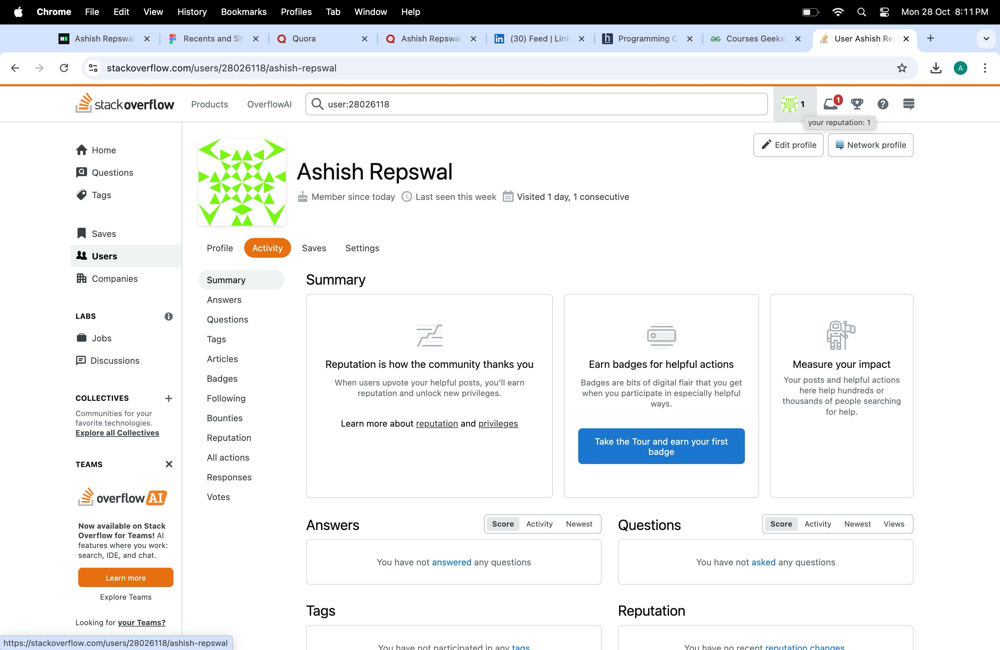 Chrome File Edit View History Bookmarks Profiles Tab Window Help Mon 28 Oct 8:11 PM
Ashish Repswal Recents and Sh Quora Ashish Repswal (30) Feed | Link Programming C Courses Geeks User Ashish Re
stackoverflow.com/users/28026118/ashish-repswal A
stackoverflow Products OverflowAI user:28026118 1 1
your reputation: 1
Edit profile Network profile
Ashish Repswal
Member since today Last seen this week Visited 1 day, 1 consecutive
Home
Questions
Tags
Saves
Users
Companies
LABS
Jobs
Discussions
COLLECTIVES
Communities for your
favorite technologies.
Explore all Collectives
TEAMS
overflow AI
Now available on Stack
Overflow for Teams! AI
features where you work:
search, IDE, and chat.
Learn more
Explore Teams
Looking for your Teams?
Profile Activity Saves Settings
Summary
Answers
Questions
Tags
Articles
Badges
Following
Bounties
Reputation
All actions
Responses
Votes
Summary
Reputation is how the community thanks you
When users upvote your helpful posts, you'll earn
reputation and unlock new privileges.
Learn more about reputation and privileges
Earn badges for helpful actions
Badges are bits of digital flair that you get
when you participate in especially helpful
ways.
Take the Tour and earn your first
badge
Measure your impact
Your posts and helpful actions
here help hundreds or
thousands of people searching
for help.
Answers Score Activity Newest
You have not answered any questions
Questions Score Activity Newest Views
You have not asked any questions
Tags
You have not participated in any tags
Reputation
You have no recent reputation changes
https://stackoverflow.com/users/28026118/ashish-repswal